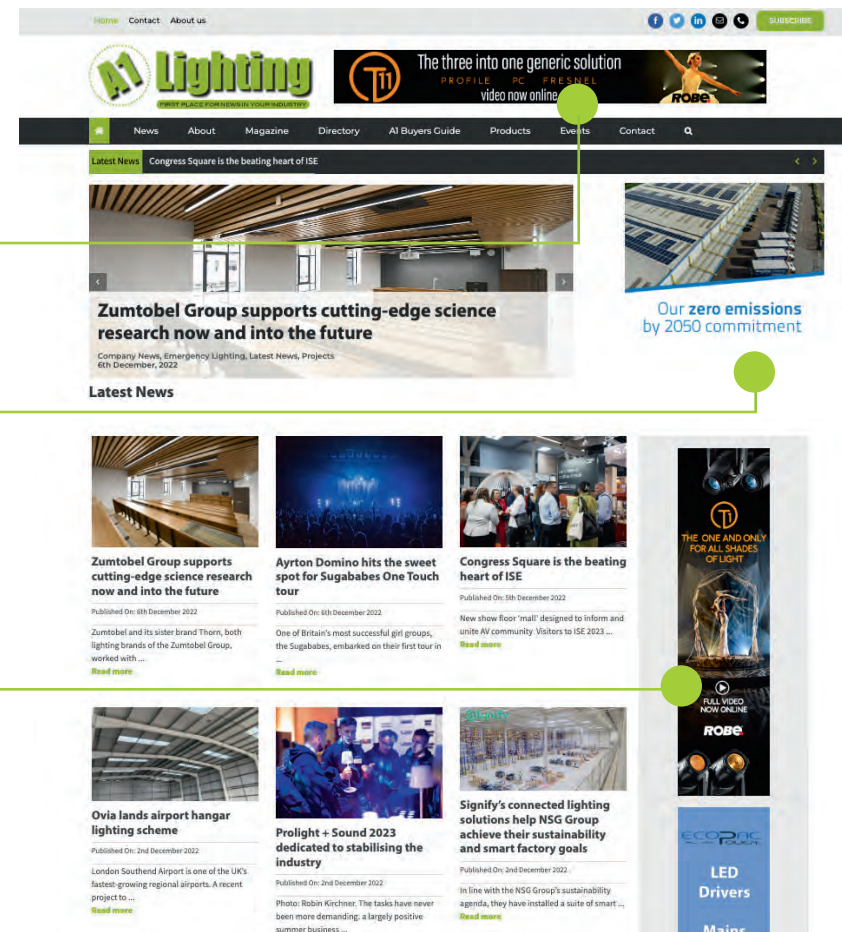 Home Contact About us
SUBSCRIBE
A1 Lighting
FIRST PLACE FOR NEWS IN YOUR INDUSTRY
T11
The three into one generic solution
PROFILE PC FRESNEL
video now online
ROBE
News About Magazine Directory A1 Buyers Guide Products Events Contact
Latest News Congress Square is the beating heart of ISE
Zumtobel Group supports cutting-edge science
research now and into the future
Company News, Emergency Lighting, Latest News, Projects
6th December, 2022
Our zero emissions
by 2050 commitment
Latest News
Zumtobel Group supports
cutting-edge science research
now and into the future
Published On: 6th December 2022
Zumtobel and its sister brand Thorn, both
lighting brands of the Zumtobel Group,
worked with ...
Read more
Ayrton Domino hits the sweet
spot for Sugababes One Touch
tour
Published On: 6th December 2022
One of Britain's most successful girl groups,
the Sugababes, embarked on their first tour in
...
Read more
Congress Square is the beating
heart of ISE
Published On: 5th December 2022
New show floor 'mall' designed to inform and
unite AV community Visitors to ISE 2023 ...
Read more
T1
THE ONE AND ONLY
FOR ALL SHADES
OF LIGHT
FULL VIDEO
NOW ONLINE
ROBE
Ovia lands airport hangar
lighting scheme
Published On: 2nd December 2022
London Southend Airport is one of the UK's
fastest-growing regional airports. A recent
project to ...
Read more
Prolight + Sound 2023
dedicated to stabilising the
industry
Published On: 2nd December 2022
Photo: Robin Kirchner. The tasks have never
been more demanding: a largely positive
summer business ...
Signify
Signify's connected lighting
solutions help NSG Group
achieve their sustainability
and smart factory goals
Published On: 2nd December 2022
In line with the NSG Group's sustainability
agenda, they have installed a suite of smart ...
Read more
ECOPAC
POWER
LED
Drivers
Mains